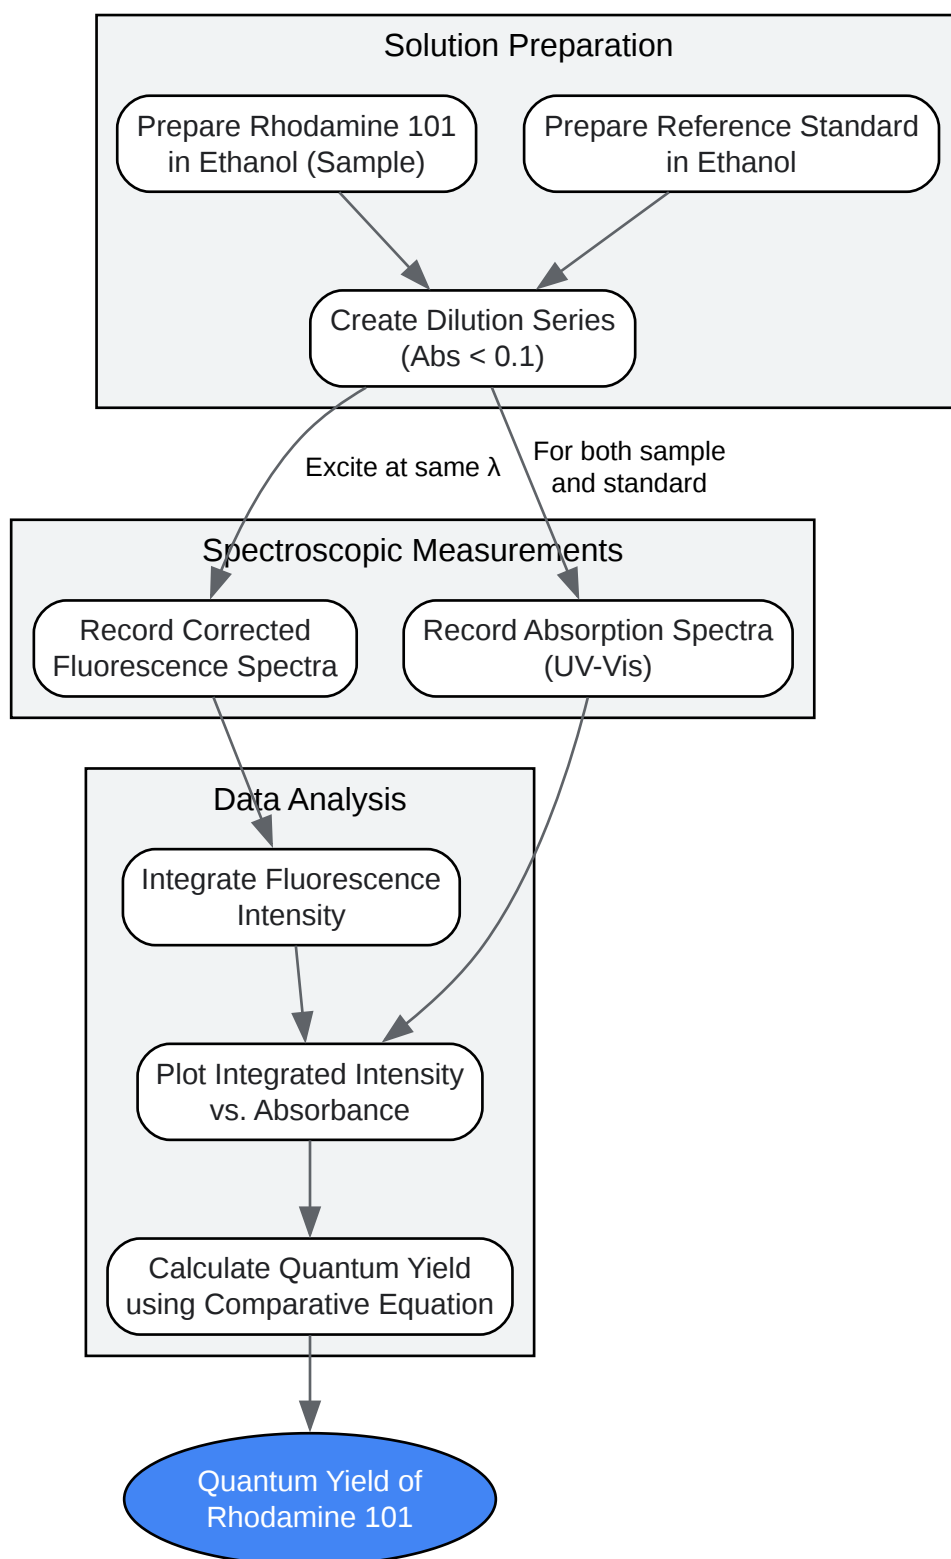 Solution Preparation
Prepare Rhodamine 101
in Ethanol (Sample)
Prepare Reference Standard
in Ethanol
Create Dilution Series
(Abs < 0.1)
Excite at same λ
For both sample
and standard
Spectroscopic Measurements
Record Corrected
Fluorescence Spectra
Record Absorption Spectra
(UV-Vis)
Data Analysis
Integrate Fluorescence
Intensity
Plot Integrated Intensity
vs. Absorbance
Calculate Quantum Yield
using Comparative Equation
Quantum Yield of
Rhodamine 101